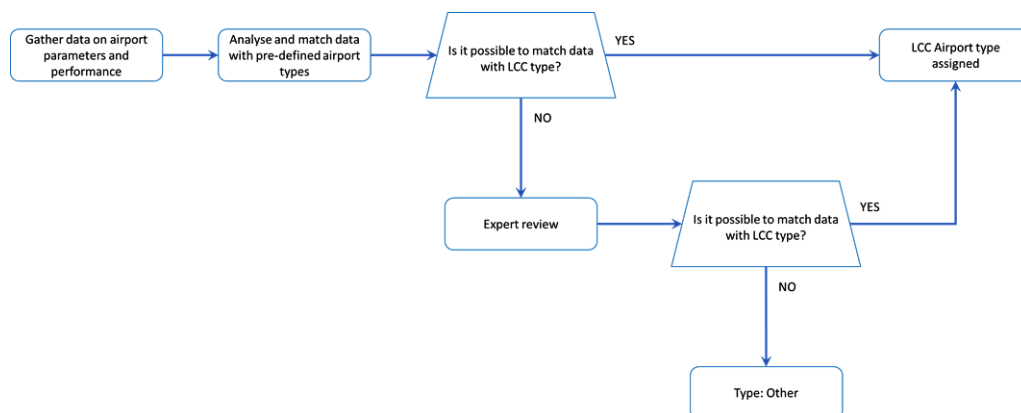 Gather data on airport
parameters and
performance
Analyse and match data
with pre-defined airport
types
Is it possible to match data
with LCC type?
YES
LCC Airport type
assigned
NO
Expert review
Is it possible to match data
with LCC type?
YES
NO
Type: Other